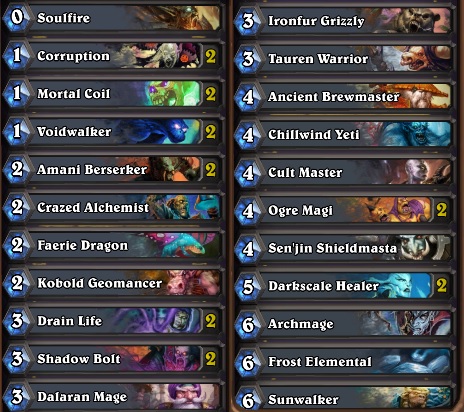 0 Soulfire
1 Corruption 2
1 Mortal Coil 2
1 Voidwalker 2
2 Amani Berserker 2
2 Crazed Alchemist
2 Faerie Dragon
2 Kobold Geomancer
3 Drain Life 2
3 Shadow Bolt 2
3 Dalaran Mage
3 Ironfur Grizzly
3 Tauren Warrior
4 Ancient Brewmaster
4 Chillwind Yeti
4 Cult Master
4 Ogre Magi 2
4 Sen'jin Shieldmasta
5 Darkscale Healer 2
6 Archmage
6 Frost Elemental
6 Sunwalker